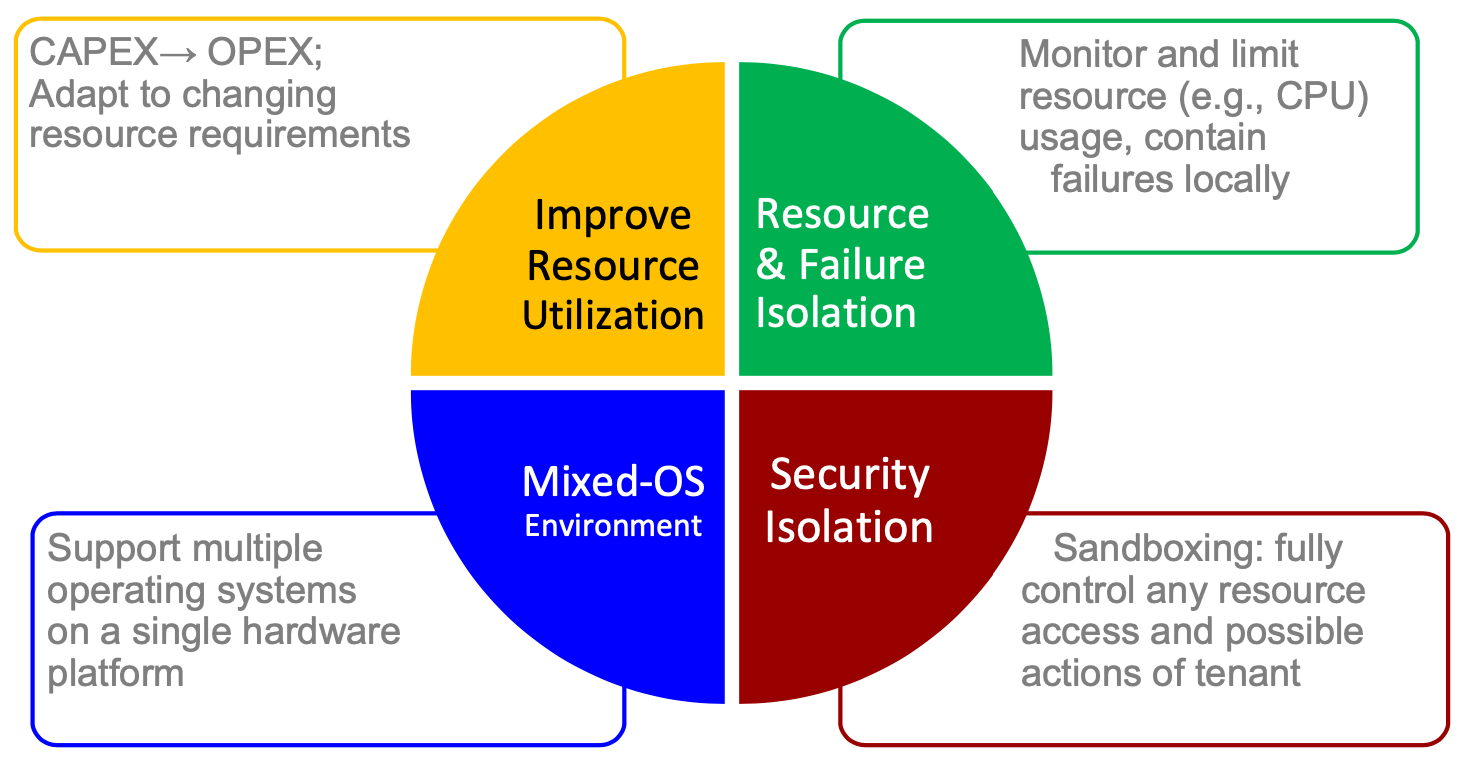 CAPEX→ OPEX;
Adapt to changing
resource requirements
Monitor and limit
resource (e.g., CPU)
usage, contain
failures locally
Improve
Resource
Utilization
Resource
& Failure
Isolation
Mixed-OS
Environment
Security
Isolation
Support multiple
operating systems
on a single hardware
platform
Sandboxing: fully
control any resource
access and possible
actions of tenant